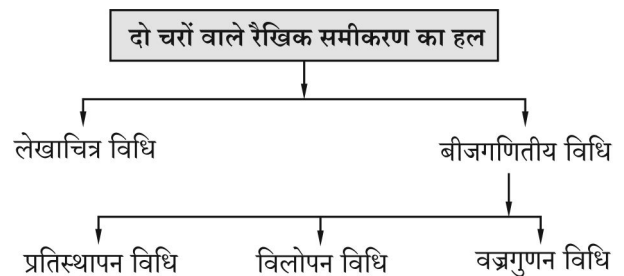 दो चरों वाले रैखिक समीकरण का हल
लेखाचित्र विधि
बीजगणितीय विधि
प्रतिस्थापन विधि
विलोपन विधि
वज्रगुणन विधि